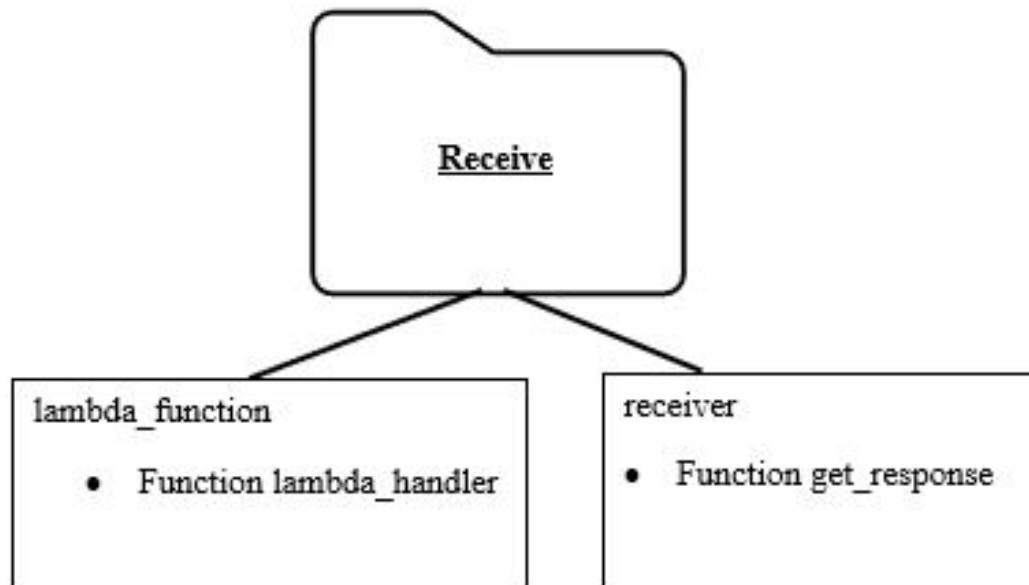 Receive
lambda_function
● Function lambda_handler
receiver
● Function get_response